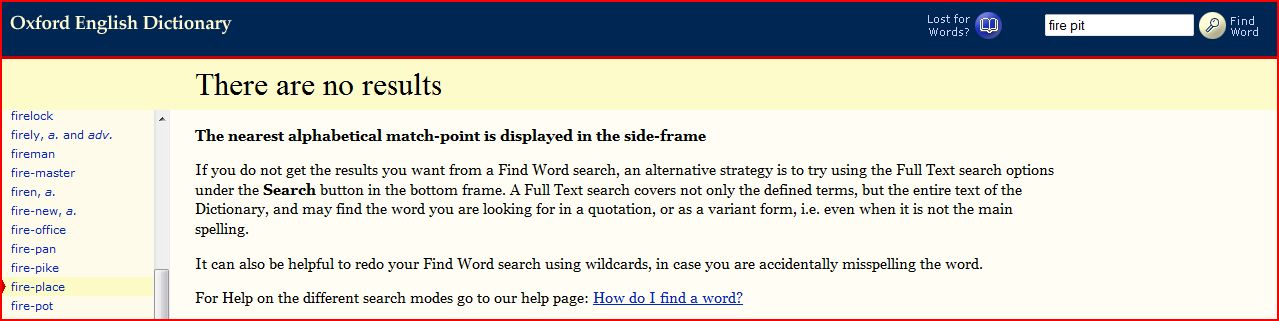 Oxford English Dictionary
Lost for
Words?
fire pit
Find
Word
There are no results
firelock
firely, a. and adv.
fireman
fire-master
firen, a.
fire-new, a.
fire-office
fire-pan
fire-pike
fire-place
fire-pot
The nearest alphabetical match-point is displayed in the side-frame
If you do not get the results you want from a Find Word search, an alternative strategy is to try using the Full Text search options
under the Search button in the bottom frame. A Full Text search covers not only the defined terms, but the entire text of the
Dictionary, and may find the word you are looking for in a quotation, or as a variant form, i.e. even when it is not the main
spelling.
It can also be helpful to redo your Find Word search using wildcards, in case you are accidentally misspelling the word.
For Help on the different search modes go to our help page: How do I find a word?